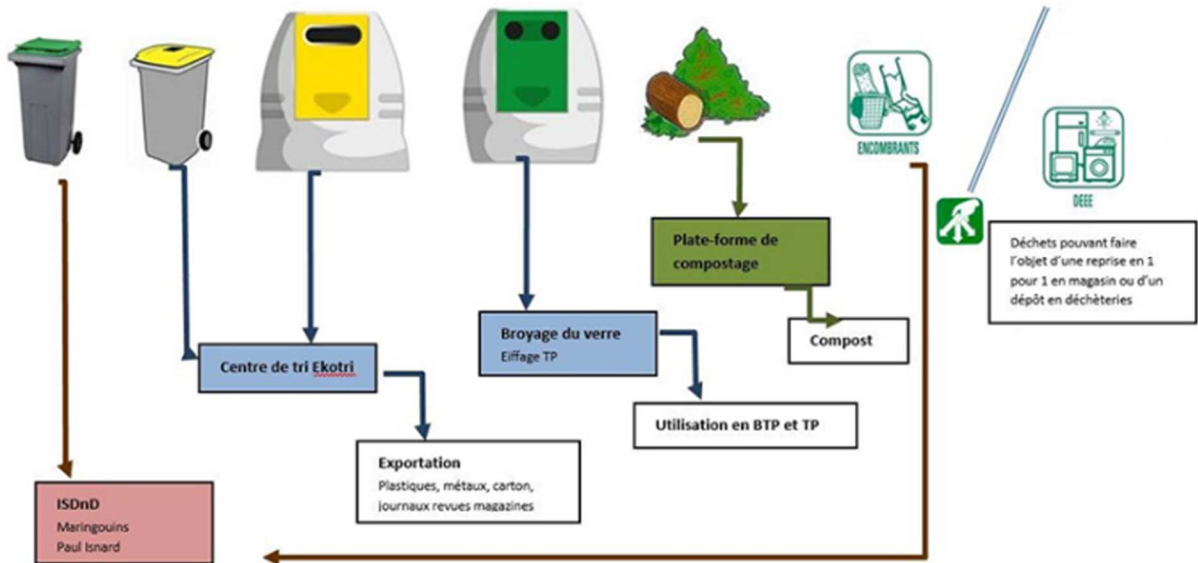 ENCOMBRANTS
DEEE
Déchets pouvant faire
l'objet d'une reprise en 1
pour 1 en magasin ou d'un
dépôt en déchèteries
Plate-forme de
compostage
Compost
Broyage du verre
Eiffage TP
Utilisation en BTP et TP
Centre de tri Ekotri
Exportation
Plastiques, métaux, carton,
journaux revues magazines
ISDnD
Maringouins
Paul Isnard